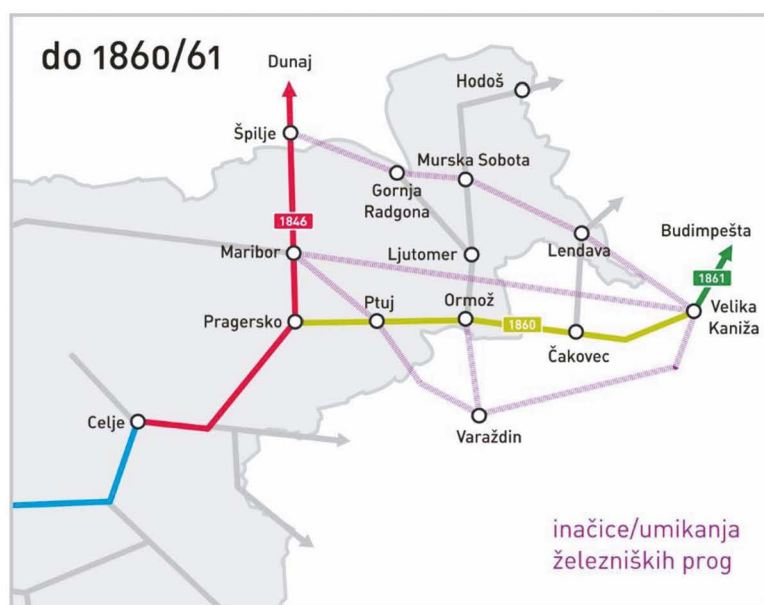 do 1860/61
Dunaj
Hodoš
Špilje
Murska Sobota
Gornja
Radgona
1846
Budimpešta
Maribor
Ljutomer
Lendava
1861
Velika
Kaniža
Pragersko
Ptuj
Ormož
1860
Čakovec
Celje
Varaždin
inačice/umikanja
železniških prog